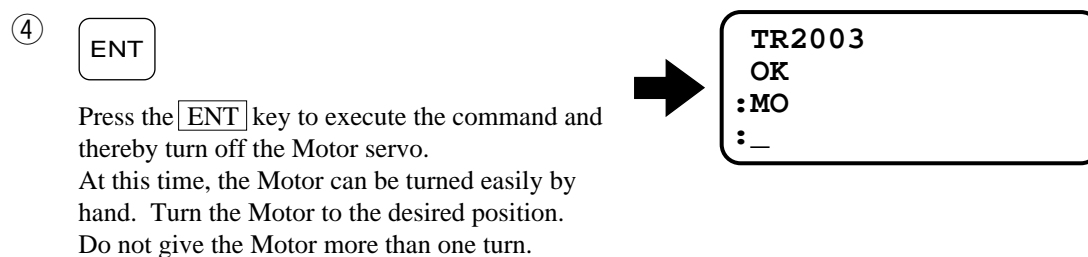 ④
ENT
Press the ENT key to execute the command and
thereby turn off the Motor servo.
At this time, the Motor can be turned easily by
hand.  Turn the Motor to the desired position.
Do not give the Motor more than one turn.
TR2003
OK
:MO
:_